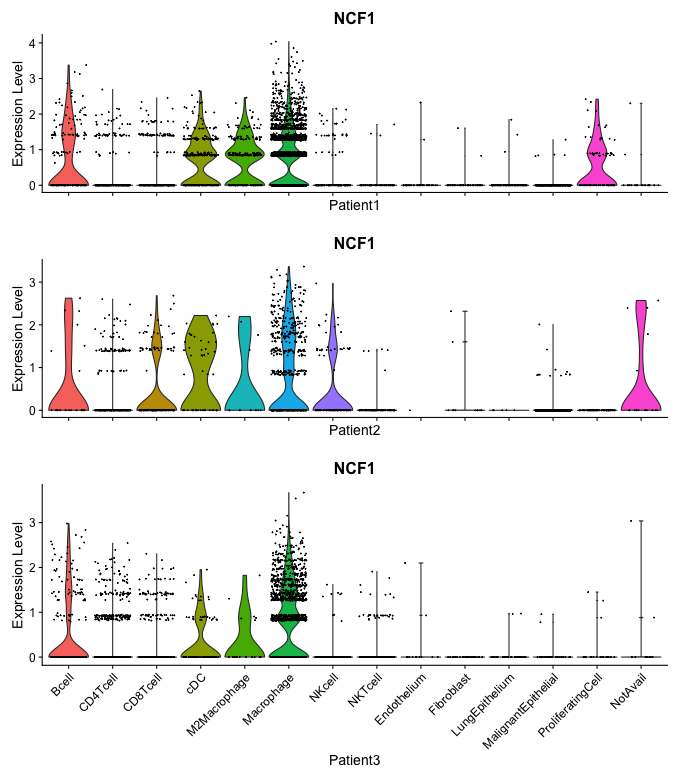 NCF1
Expression Level
4
3
2
1
0
Patient1
NCF1
Expression Level
3
2
1
0
Patient2
NCF1
Expression Level
3
2
1
0
Bcell
CD4Tcell
CD8Tcell
cDC
M2Macrophage
Macrophage
NKcell
NKTcell
Endothelium
Fibroblast
LungEpithelium
MalignantEpithelial
ProliferatingCell
NotAvail
Patient3